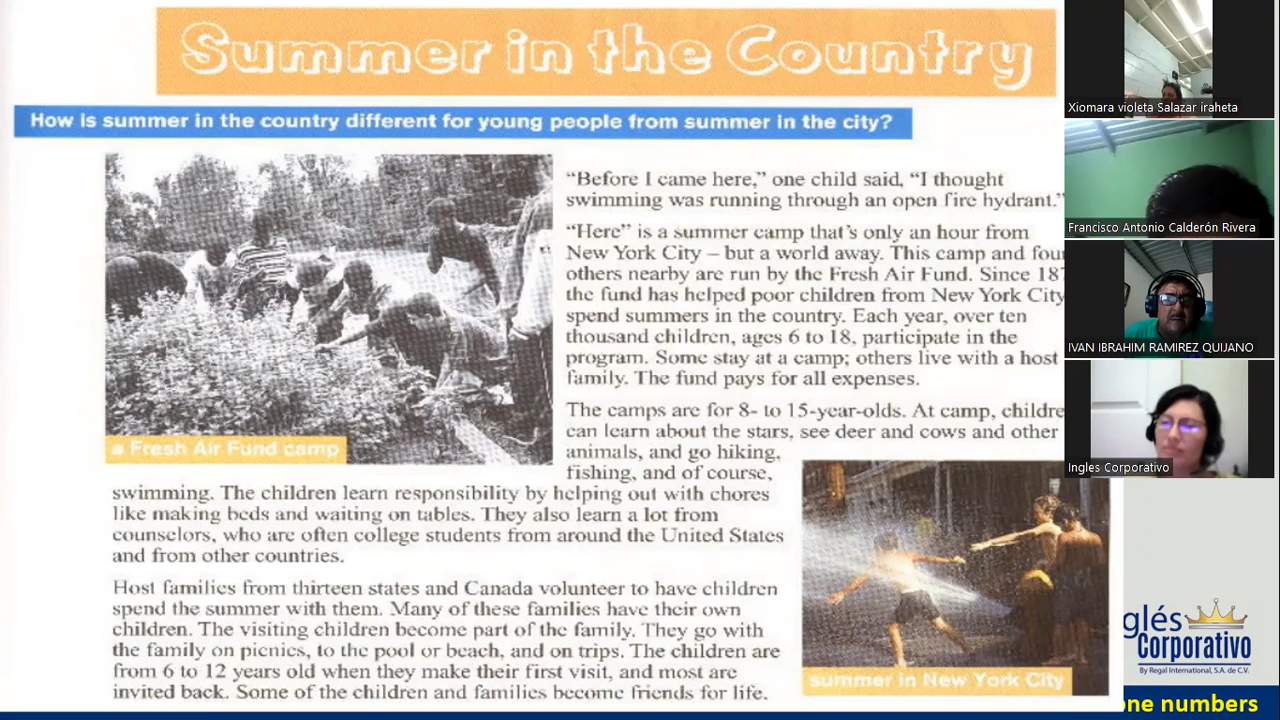 Summer in the Country
How is summer in the country different for young people from summer in the city?
"Before I came here," one child said, "I thought
swimming was running through an open fire hydrant."
"Here" is a summer camp that's only an hour from
New York City – but a world away. This camp and
others nearby are run by the Fresh Air Fund. Since
the fund has helped poor children from New York City
spend summers in the country. Each year, over ten
thousand children, ages 6 to 18, participate in the
program. Some stay at a camp; others live with a host
family. The fund pays for all expenses.
The camps are for 8- to 15-year-olds. At camp,
can learn about the stars, see deer and cows and other
animals, and go hiking,
fishing, and of course,
swimming. The children learn responsibility by helping out with chores
like making beds and waiting on tables. They also learn a lot from
counselors, who are often college students from around the United States
and from other countries.
Host families from thirteen states and Canada volunteer to have children
spend the summer with them. Many of these families have their own
children. The visiting children become part of the family. They go with
the family on picnics, to the pool or beach, and on trips. The children are
from 6 to 12 years old when they make their first visit, and most are
invited back. Some of the children and families become friends for life.
a Fresh Air Fund camp
summer in New York City
Xiomara violeta Salazar iraheta
Francisco Antonio Calderón Rivera
IVAN IBRAHIM RAMIREZ QUIJANO
Ingles Corporativo
glés
Corporativo
By Regal International, S.A. de C.V.
one numbers